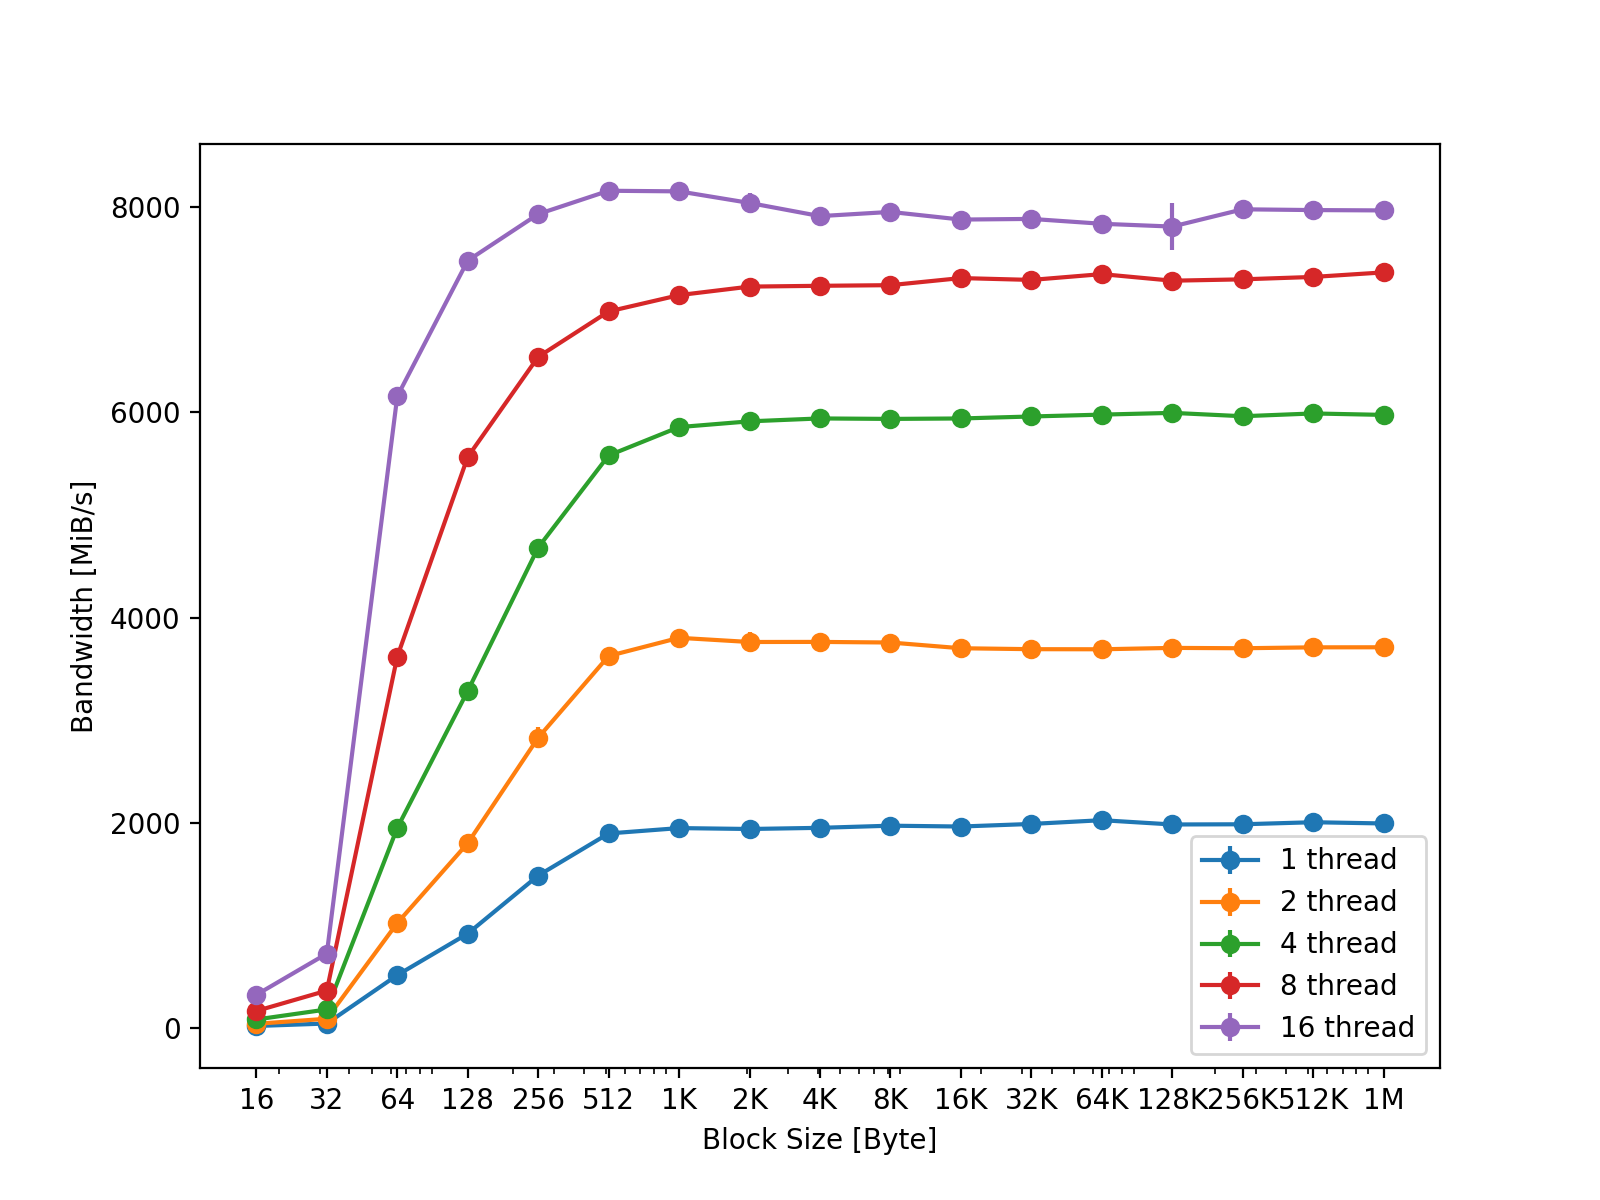 8000
6000
4000
2000
0
Bandwidth [MiB/s]
16 32 64 128 256 512 1K 2K 4K 8K 16K 32K 64K 128K 256K 512K 1M
Block Size [Byte]
1 thread
2 thread
4 thread
8 thread
16 thread